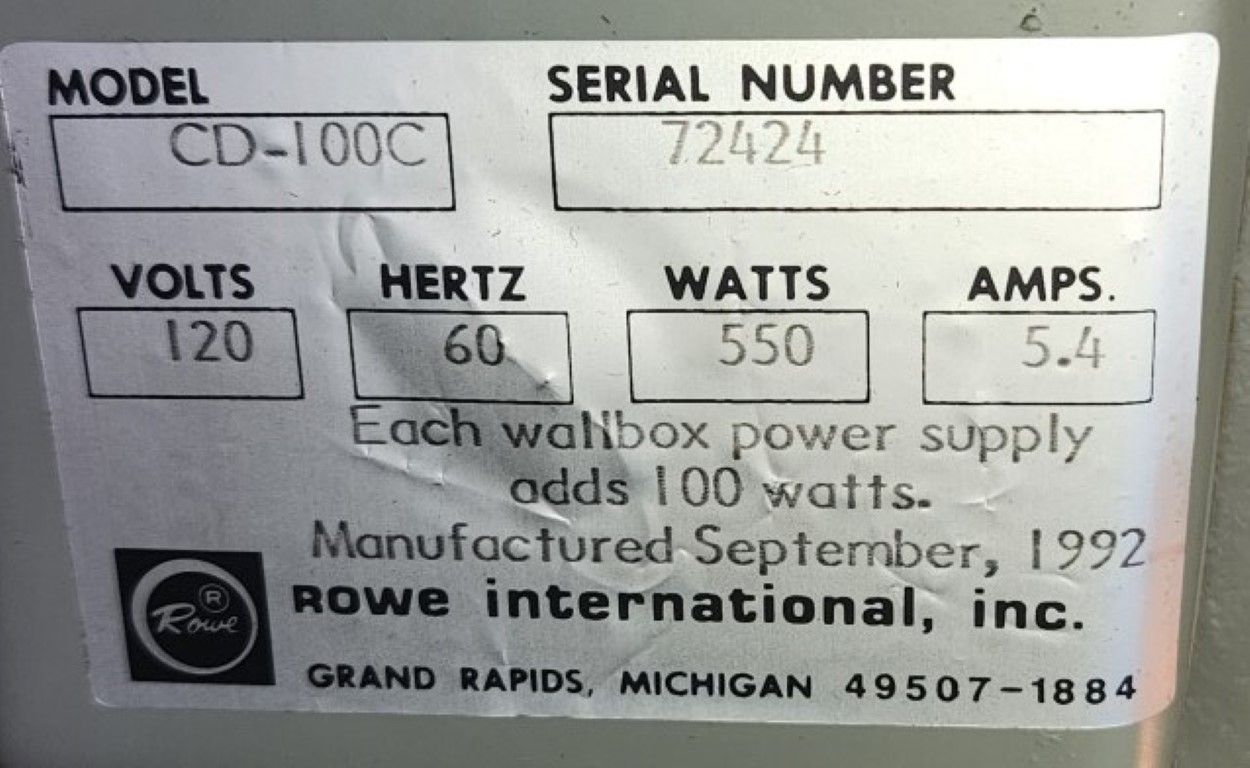 MODEL SERIAL NUMBER
CD-100C 72424
VOLTS HERTZ WATTS AMPS.
120 60 550 5.4
Each wallbox power supply
adds 100 watts.
Manufactured September, 1992
® Rowe ROWE international, inc.
GRAND RAPIDS, MICHIGAN 49507-1884